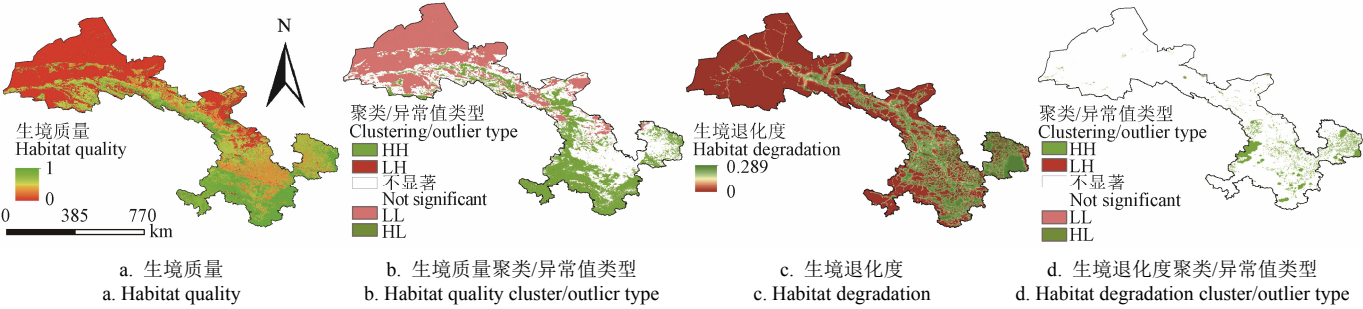 N
生境质量
Habitat quality
1
0
0 385 770
km
聚类/异常值类型
Clustering/outlier type
HH
LH
不显著
Not significant
LL
HL
生境退化度
Habitat degradation
0.289
0
聚类/异常值类型
Clustering/outlier type
HH
LH
不显著
Not significant
LL
HL
a. 生境质量
a. Habitat quality
b. 生境质量聚类/异常值类型
b. Habitat quality cluster/outlicr type
c. 生境退化度
c. Habitat degradation
d. 生境退化度聚类/异常值类型
d. Habitat degradation cluster/outlier type